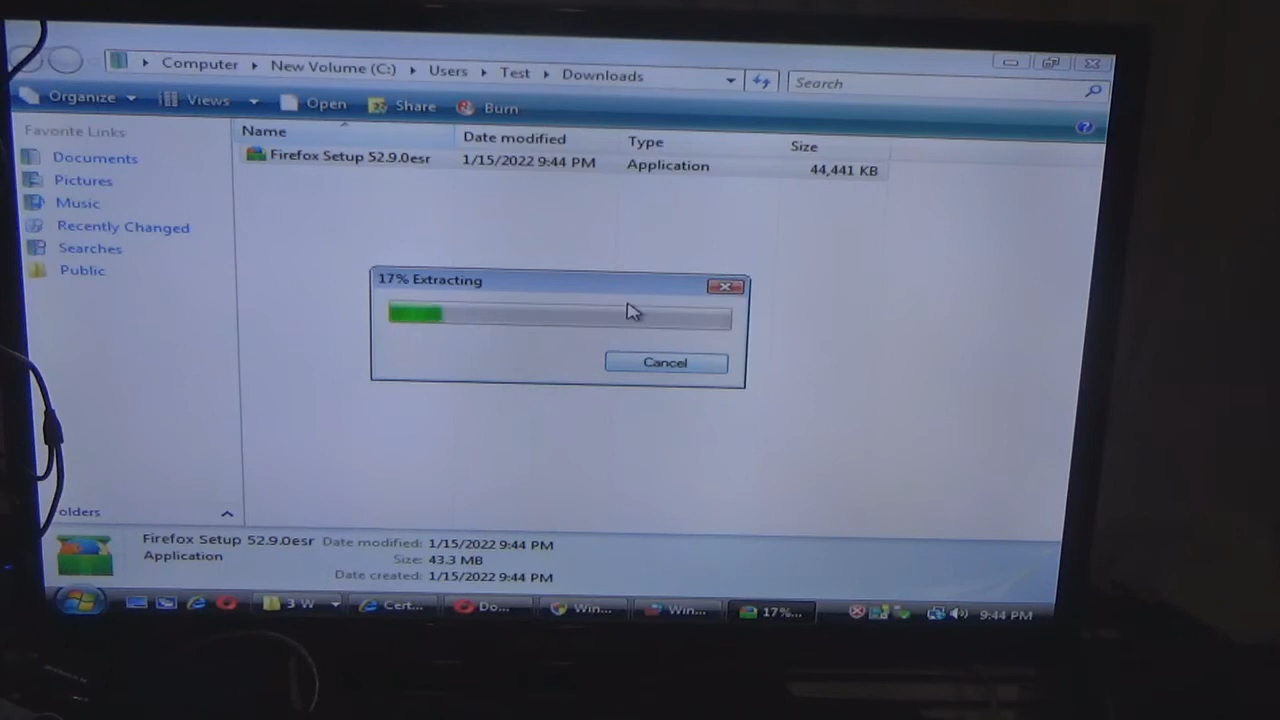 Computer New Volume (C:) Users Test Downloads
Search
Organize Views Open Share Burn
Favorite Links
Documents
Pictures
Music
Recently Changed
Searches
Public
olders
Name Date modified Type Size
Firefox Setup 52.9.0esr 1/15/2022 9:44 PM Application 44,441 KB
17% Extracting
Cancel
Firefox Setup 52.9.0esr Date modified: 1/15/2022 9:44 PM
Application Size: 43.3 MB
Date created: 1/15/2022 9:44 PM
3 W Cert... Do... Win... Win... 17%... 9:44 PM